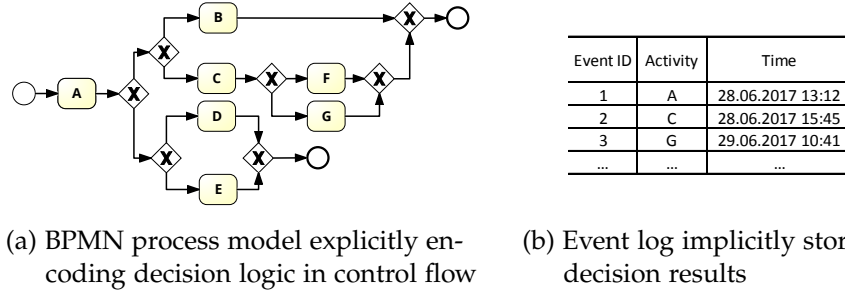 B
A
C
F
G
D
E
Event ID Activity Time
1 A 28.06.2017 13:12
2 C 28.06.2017 15:45
3 G 29.06.2017 10:41
... ... ...
(a) BPMN process model explicitly en-
coding decision logic in control flow
(b) Event log implicitly stor
decision results